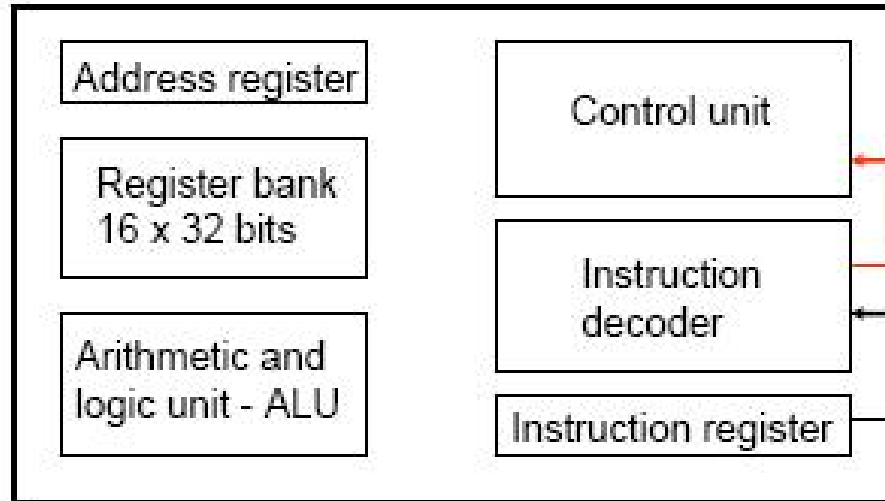 Address register
Register bank
16 x 32 bits
Arithmetic and
logic unit - ALU
Control unit
Instruction
decoder
Instruction register